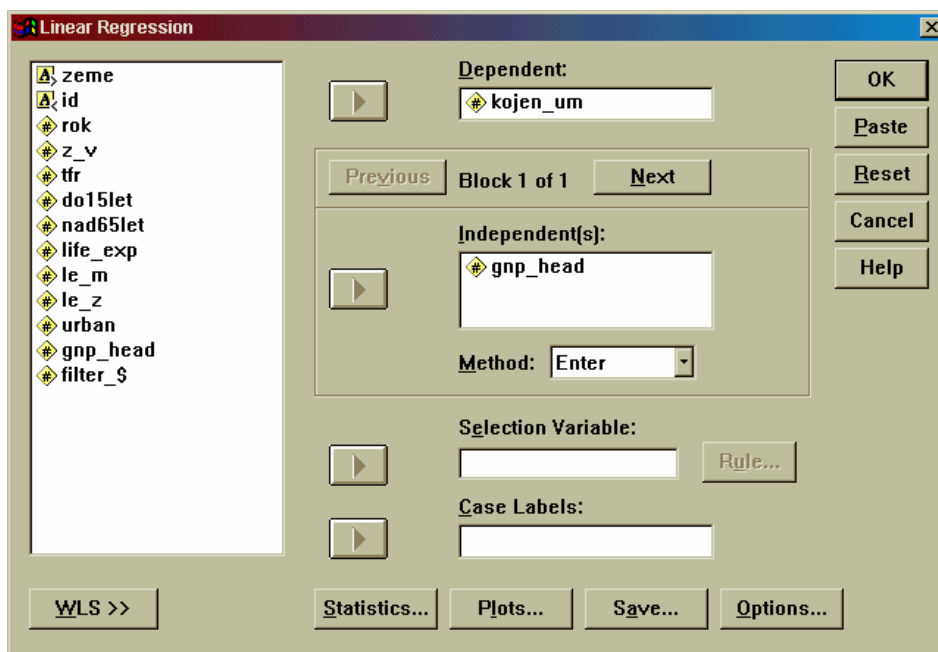 Linear Regression
zeme
id
rok
z_v
tfr
do15let
nad65let
life_exp
le_m
le_z
urban
gnp_head
filter_$
WLS >>
Dependent:
kojen_um
Previous
Block 1 of 1
Next
Independent(s):
gnp_head
Method: Enter
Selection Variable:
Rule...
Case Labels:
Statistics...
Plots...
Save...
Options...
OK
Paste
Reset
Cancel
Help